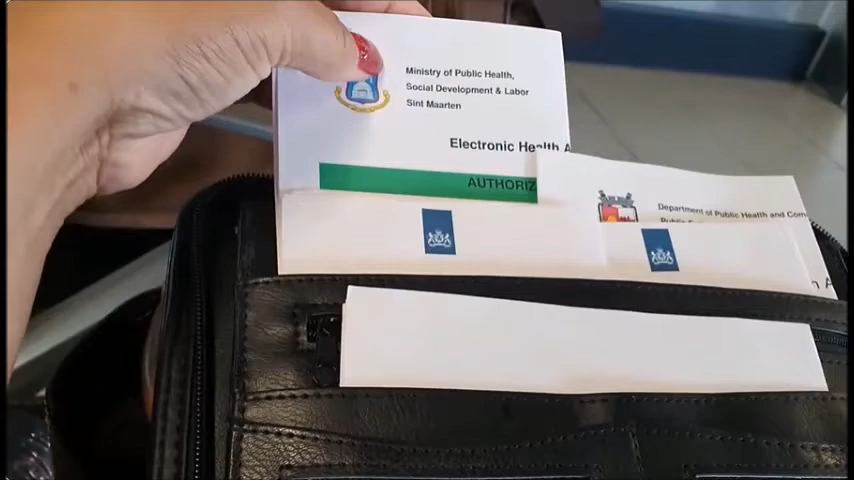 Ministry of Public Health,
Social Development & Labor
Sint Maarten
Electronic Health A
AUTHORIZ
Department of Public Health and Com